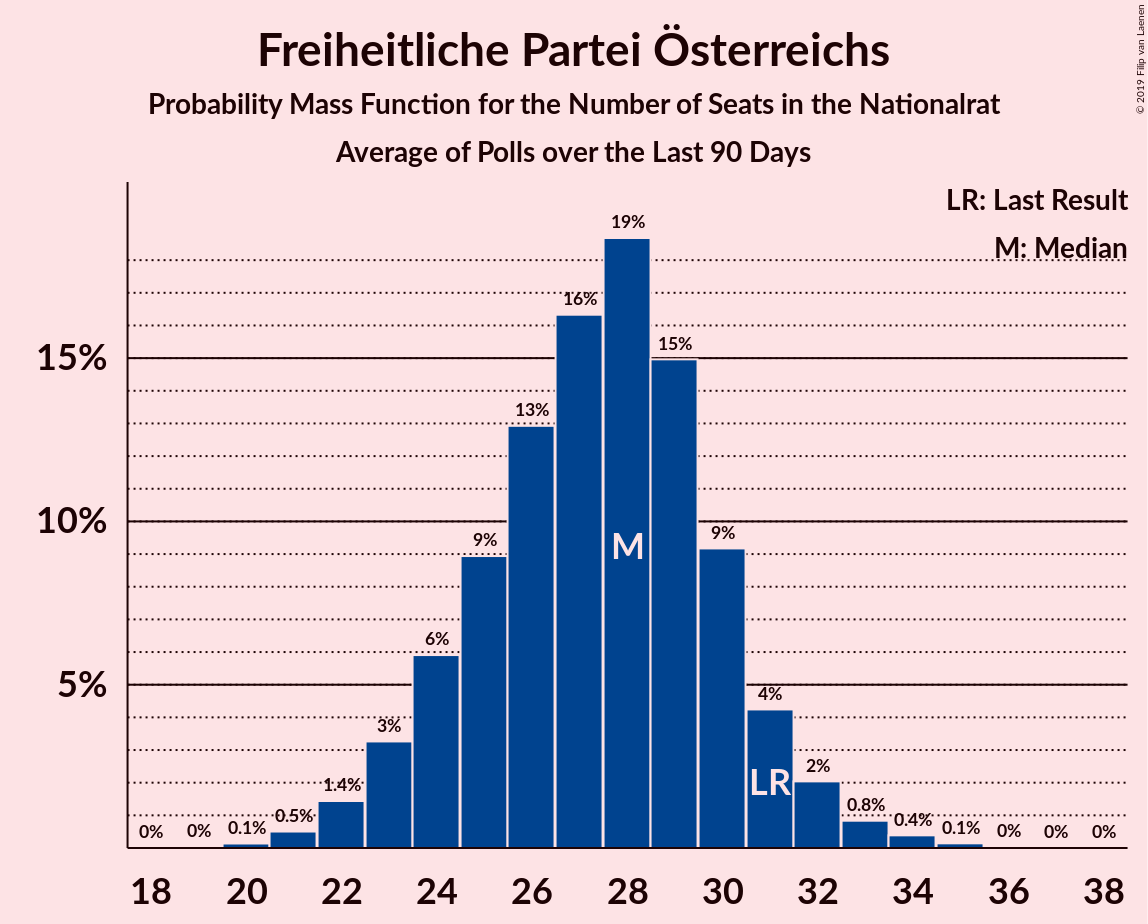 Freiheitliche Partei Österreichs
Probability Mass Function for the Number of Seats in the Nationalrat
Average of Polls over the Last 90 Days
© 2019 Filip van Laenen
LR: Last Result
M: Median
19%
16%
15%
15%
13%
10%
9%
9%
M
6%
5%
4%
3%
2%
LR
1.4%
0.8%
0.5%
0.4%
0%
0%
0.1%
0.1%
0%
0%
0%
18 20 22 24 26 28 30 32 34 36 38